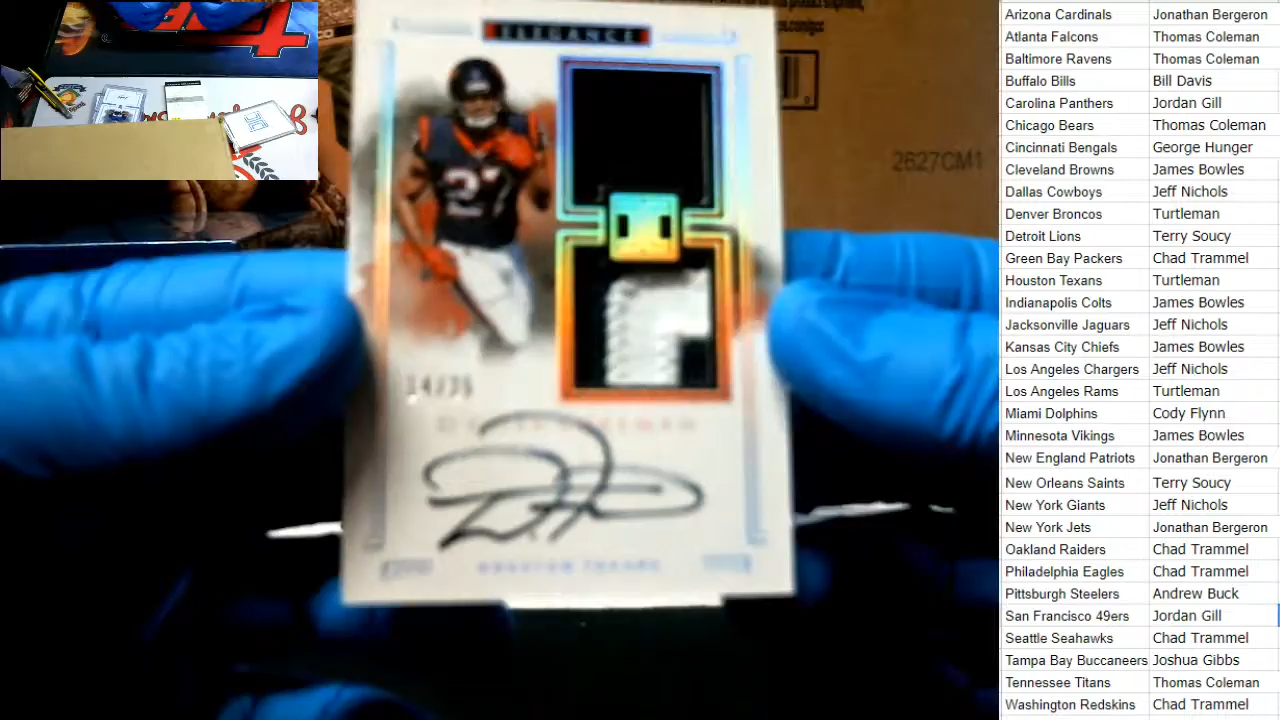 ELEGANCE
27
14/35
HOUSTON TEXANS
2627CM1
Arizona Cardinals Jonathan Bergeron
Atlanta Falcons Thomas Coleman
Baltimore Ravens Thomas Coleman
Buffalo Bills Bill Davis
Carolina Panthers Jordan Gill
Chicago Bears Thomas Coleman
Cincinnati Bengals George Hunger
Cleveland Browns James Bowles
Dallas Cowboys Jeff Nichols
Denver Broncos Turtleman
Detroit Lions Terry Soucy
Green Bay Packers Chad Trammel
Houston Texans Turtleman
Indianapolis Colts James Bowles
Jacksonville Jaguars Jeff Nichols
Kansas City Chiefs James Bowles
Los Angeles Chargers Jeff Nichols
Los Angeles Rams Turtleman
Miami Dolphins Cody Flynn
Minnesota Vikings James Bowles
New England Patriots Jonathan Bergeron
New Orleans Saints Terry Soucy
New York Giants Jeff Nichols
New York Jets Jonathan Bergeron
Oakland Raiders Chad Trammel
Philadelphia Eagles Chad Trammel
Pittsburgh Steelers Andrew Buck
San Francisco 49ers Jordan Gill
Seattle Seahawks Chad Trammel
Tampa Bay Buccaneers Joshua Gibbs
Tennessee Titans Thomas Coleman
Washington Redskins Chad Trammel